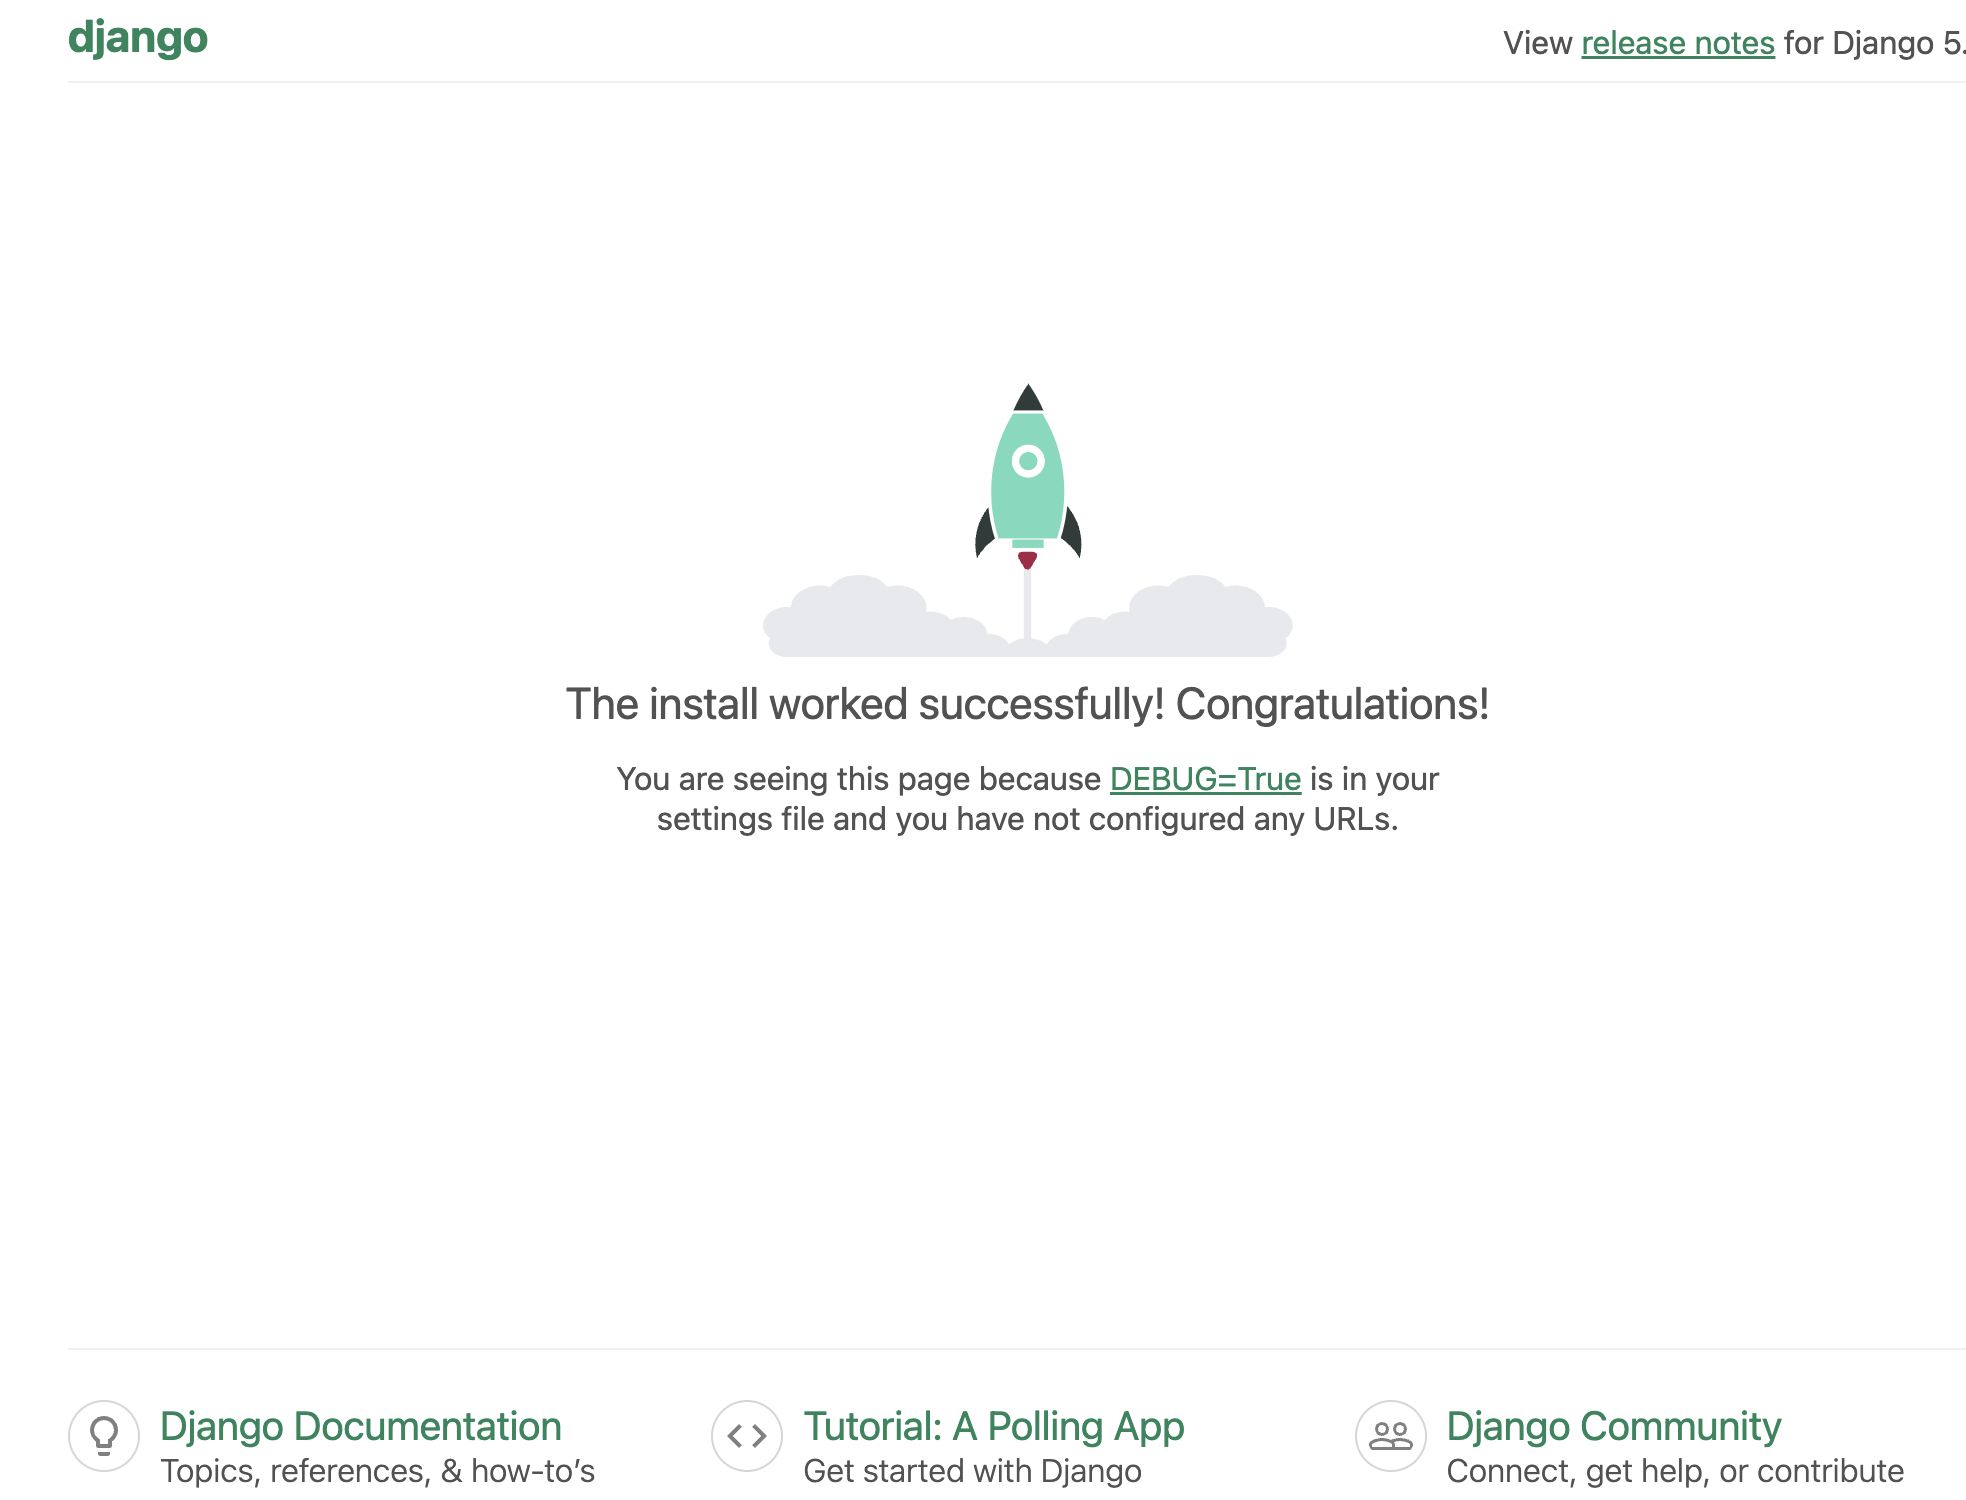 django
View release notes for Django 5.
The install worked successfully! Congratulations!
You are seeing this page because DEBUG=True is in your
settings file and you have not configured any URLs.
Django Documentation
Topics, references, & how-to’s
Tutorial: A Polling App
Get started with Django
Django Community
Connect, get help, or contribute